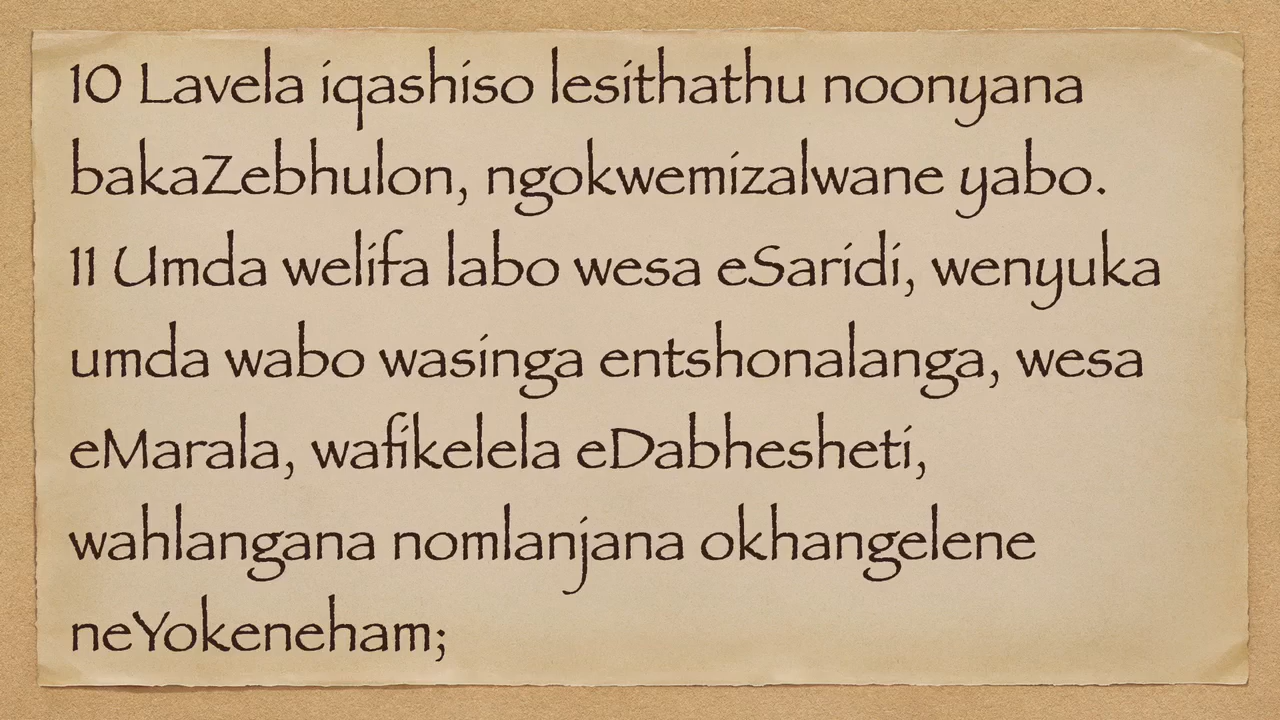 10 Lavela iqashiso lesithathu noonyana
bakaZebhulon, ngokwemizalwane yabo.
11 Umda welifa labo wesa eSaridi, wenyuka
umda wabo wasinga entshonalanga, wesa
eMarala, wafikelela eDabhesheti,
wahlangana nomlanjana okhangelene
neYokeneham;